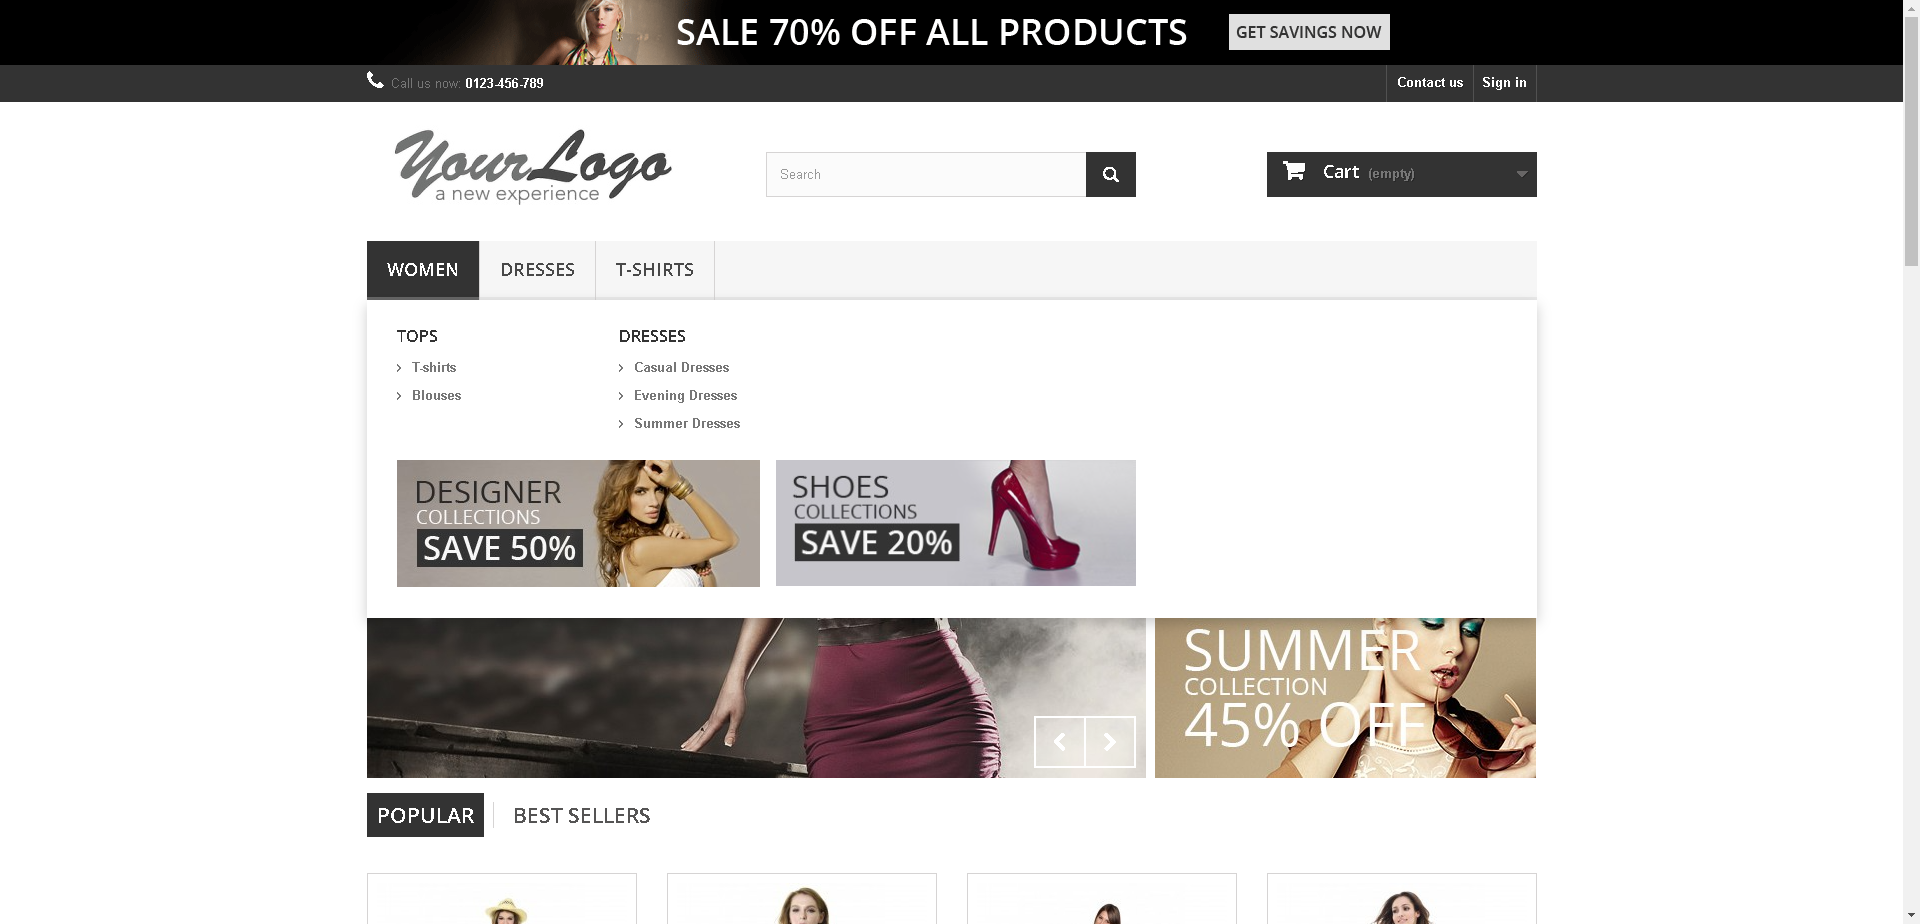 SALE 70% OFF ALL PRODUCTS
GET SAVINGS NOW
Call us now: 0123-456-789
Contact us
Sign in
YourLogo
a new experience
Search
Cart (empty)
WOMEN
DRESSES
T-SHIRTS
TOPS
T-shirts
Blouses
DRESSES
Casual Dresses
Evening Dresses
Summer Dresses
DESIGNER
COLLECTIONS
SAVE 50%
SHOES
COLLECTIONS
SAVE 20%
SUMMER
COLLECTION
45% OFF
POPULAR
BEST SELLERS